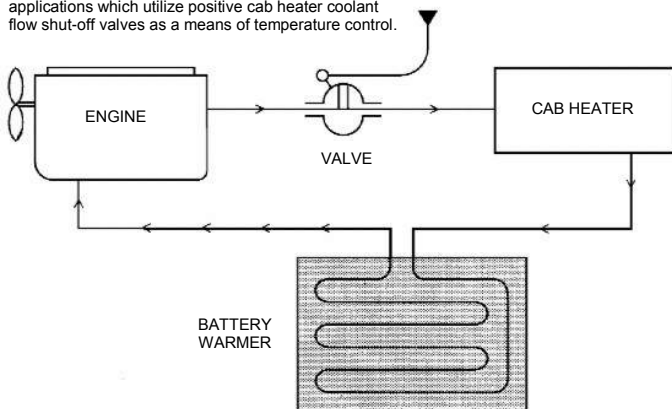 applications which utilize positive cab heater coolant
flow shut-off valves as a means of temperature control.
ENGINE
VALVE
CAB HEATER
BATTERY
WARMER